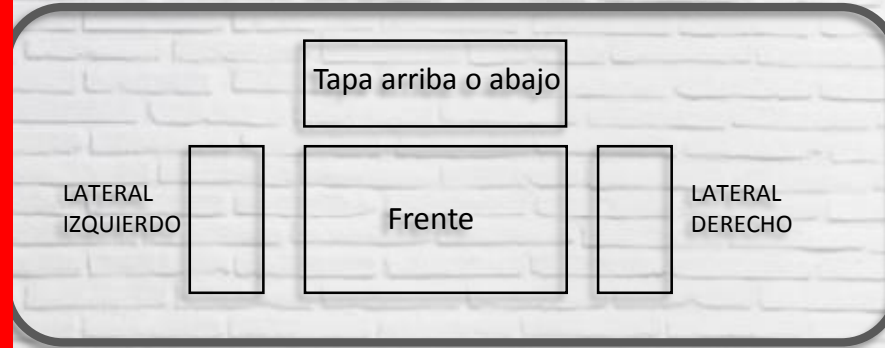 Tapa arriba o abajo
LATERAL
IZQUIERDO
Frente
LATERAL
DERECHO